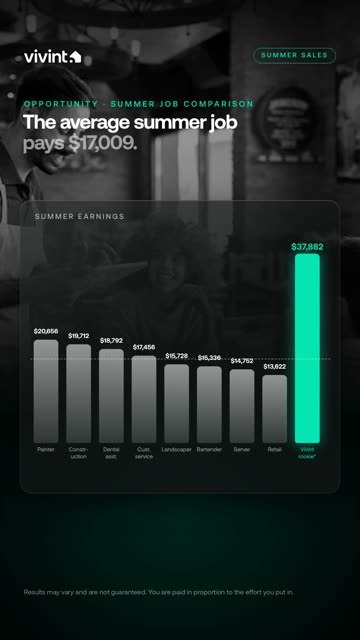 vivint
SUMMER SALES
OPPORTUNITY - SUMMER JOB COMPARISON
The average summer job
pays $17,009.
SUMMER EARNINGS
$37,882
$20,656
$19,712
$18,792
$17,456
$15,728
$15,336
$14,752
$13,622
Painter
Constr-
uction
Dental
asst.
Cust.
service
Landscaper
Bartender
Server
Retail
Vivint
rookie*
Results may vary and are not guaranteed. You are paid in proportion to the effort you put in.